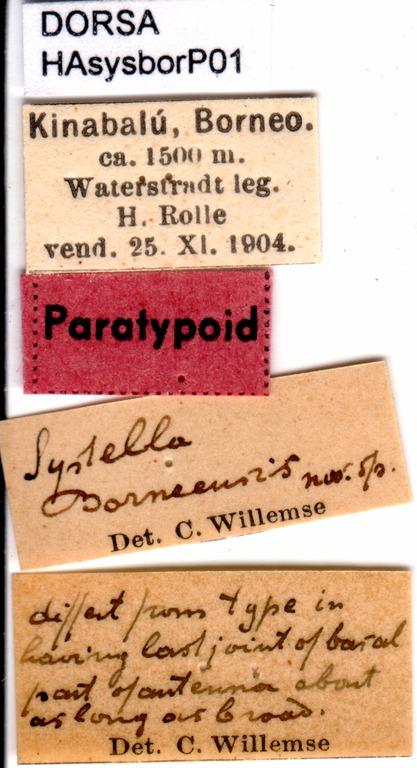 DORSA
HAsysborP01
Kinabalú, Borneo.
ca. 1500 m.
Waterstradt leg.
H. Rolle
vend. 25. XI. 1904.
Paratypoid
Systella
borneensis nov. sp.
Det. C. Willemse
differt from type in
having last joint of basal
part of antenna about
as long as broad.
Det. C. Willemse